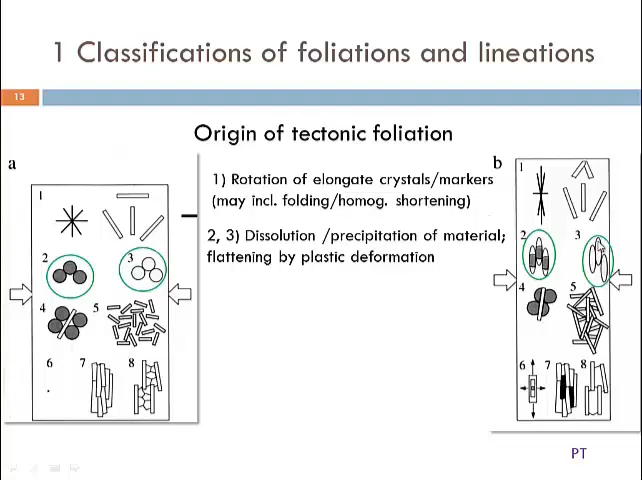 1 Classifications of foliations and lineations
13
Origin of tectonic foliation
a
1
2
3
4
5
6
7
8
1) Rotation of elongate crystals/markers
(may incl. folding/homog. shortening)
2, 3) Dissolution /precipitation of material;
flattening by plastic deformation
b
1
2
3
4
5
6
7
8
PT